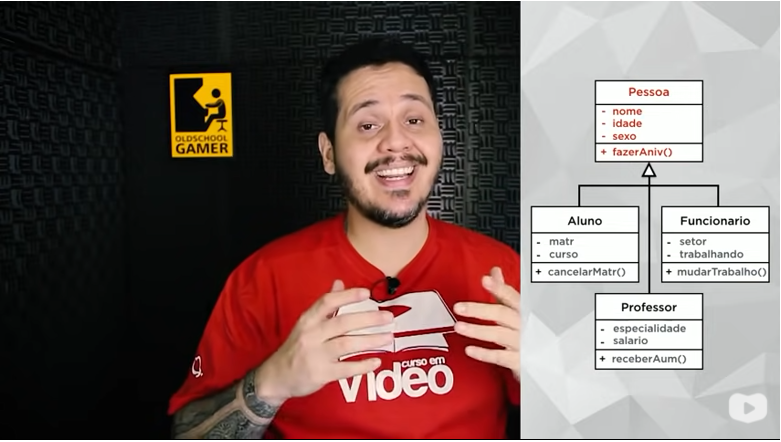 OLDSCHOOL
GAMER
curso em
vídeo
Pessoa
- nome
- idade
- sexo
+ fazerAniv()
Aluno
- matr
- curso
+ cancelarMatr()
Funcionario
- setor
- trabalhando
+ mudarTrabalho()
Professor
- especialidade
- salario
+ receberAum()